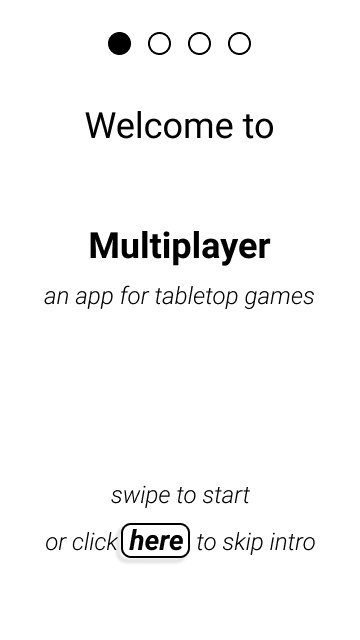 Welcome to
Multiplayer
an app for tabletop games
swipe to start
or click here to skip intro